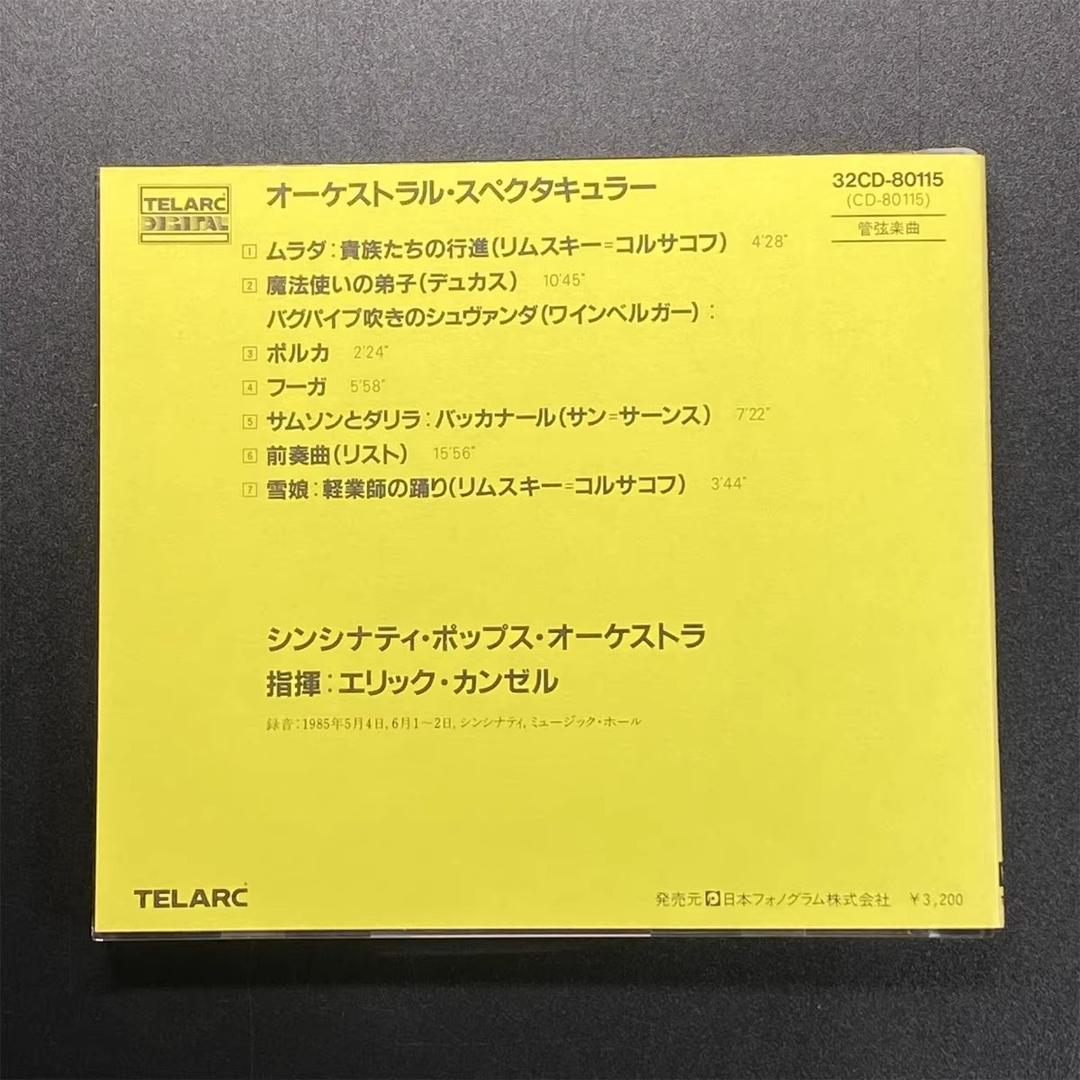 TELARC
DIGITAL
オーケストラル・スペクタキュラー
32CD-80115
(CD-80115)
管弦楽曲
1 ムラダ：貴族たちの行進(リムスキー=コルサコフ) 4'28"
2 魔法使いの弟子(デュカス) 10'45"
バグパイプ吹きのシュヴァンダ(ワインベルガー)：
3 ポルカ 2'24"
4 フーガ 5'58"
5 サムソンとダリラ：バッカナール(サン=サーンス) 7'22"
6 前奏曲(リスト) 15'56"
7 雪娘：軽業師の踊り(リムスキー=コルサコフ) 3'44"
シンシナティ・ポップス・オーケストラ
指揮：エリック・カンゼル
録音：1985年5月4日, 6月1〜2日, シンシナティ, ミュージック・ホール
TELARC
発売元 日本フォノグラム株式会社 ￥3,200